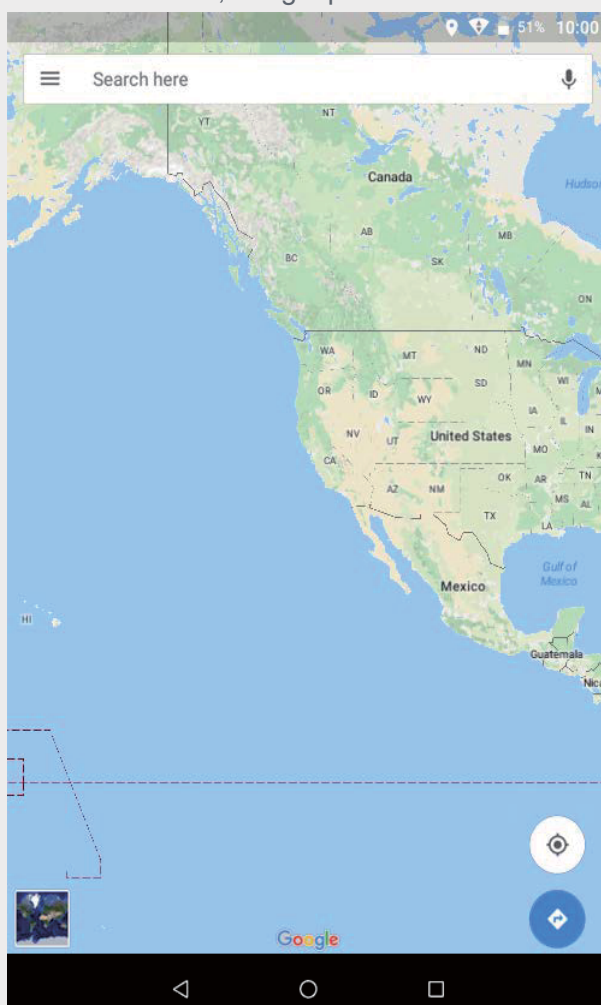 51% 10:00
Search here
YT
NT
Canada
Hudso
AB
MB
BC
SK
ON
WA
MT
ND
MN
OR
ID
SD
WI
WY
IA
NV
UT
United States
IL
IN
MO
CA
OK
AR
TN
AZ
NM
MS
AL
TX
LA
Gulf of
Mexico
Mexico
HI
Guatemala
Nica
Google